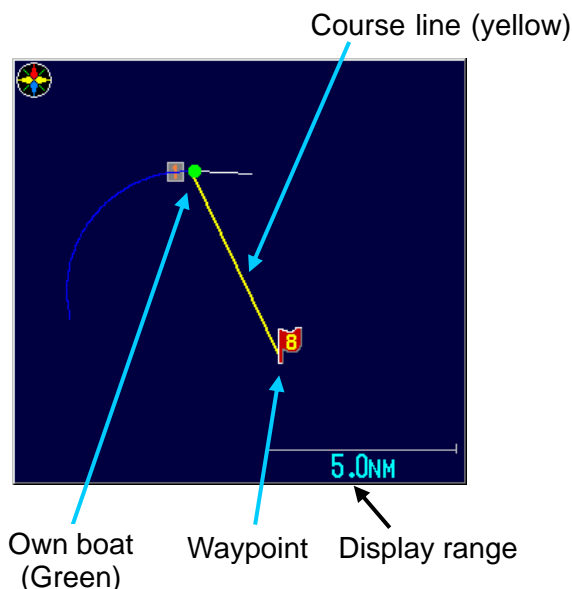 Course line (yellow)
8
5.0NM
Own boat
(Green)
Waypoint
Display range